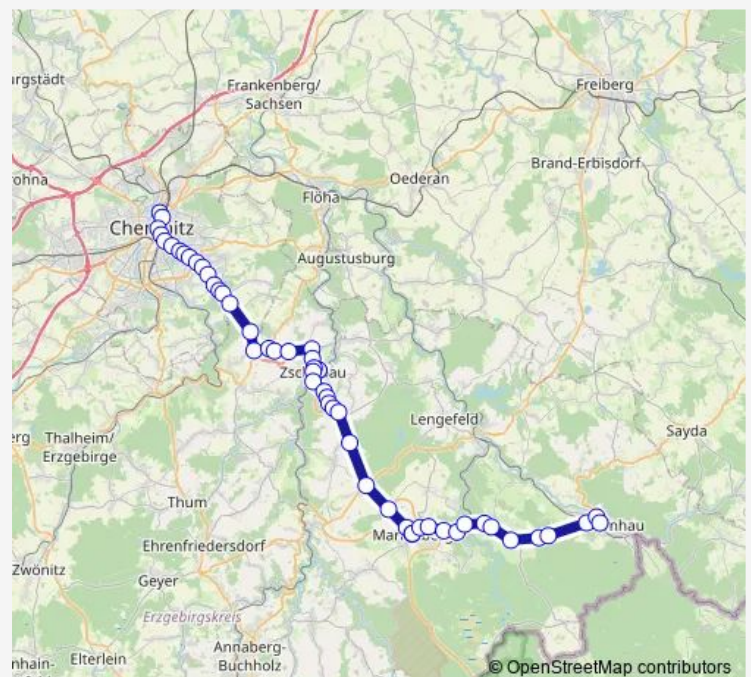 Frankenberg/
Sachsen
Freiberg
Oederan
Brand-Erbisdorf
Flöha
Augustusburg
Lengefeld
Sayda
Thalheim/
Erzgebirge
Thum
Ehrenfriedersdorf
Zwönitz
Geyer
Erzgebirgskreis
Elterlein
Annaberg-
Buchholz
© OpenStreetMap contributors